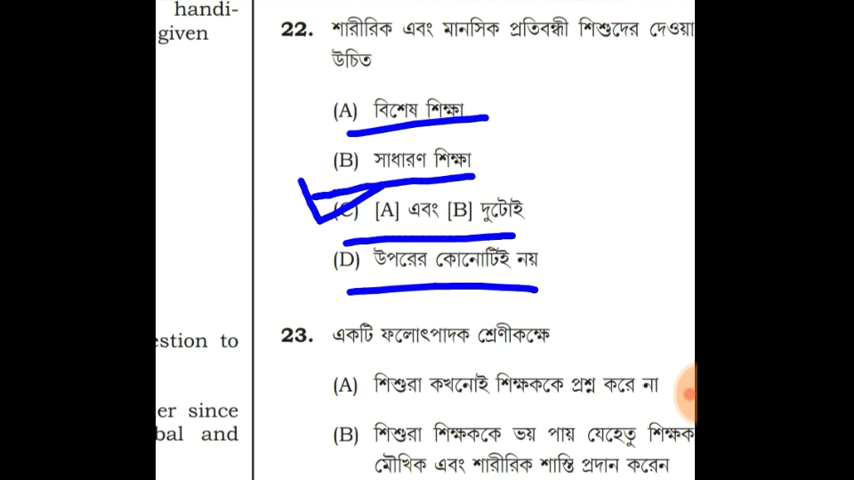 handi-
given
22. শারীরিক এবং মানসিক প্রতিবন্ধী শিশুদের দেওয়া
উচিত
(A) বিশেষ শিক্ষা
(B) সাধারণ শিক্ষা
(C) [A] এবং [B] দুটোই
(D) উপরের কোনোটিই নয়
estion to
23. একটি ফলোৎপাদক শ্রেণীকক্ষে
(A) শিশুরা কখনোই শিক্ষককে প্রশ্ন করে না
er since
bal and
(B) শিশুরা শিক্ষককে ভয় পায় যেহেতু শিক্ষক
মৌখিক এবং শারীরিক শাস্তি প্রদান করেন